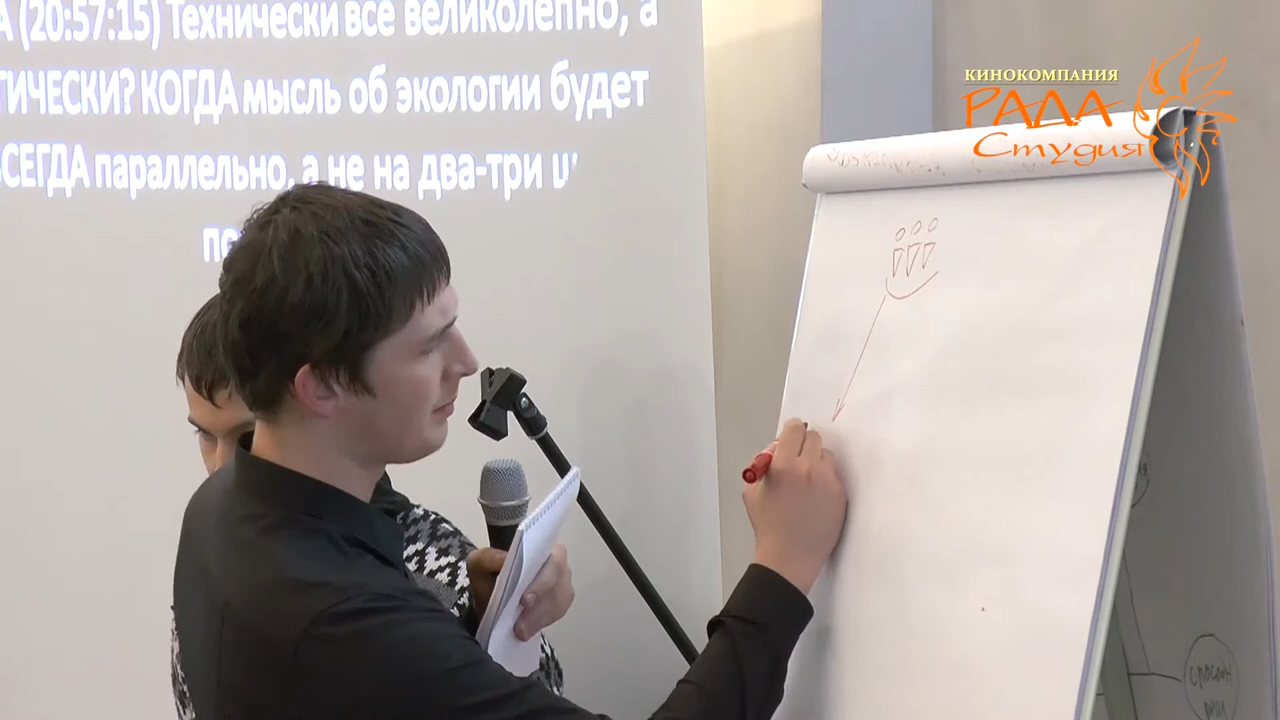 А (20:57:15) Технически все великолепно, а
ГИЧЕСКИ? КОГДА мысль об экологии будет
СЕГДА параллельно, а не на два-три
КИНОКОМПАНИЯ
РАДА
Студия